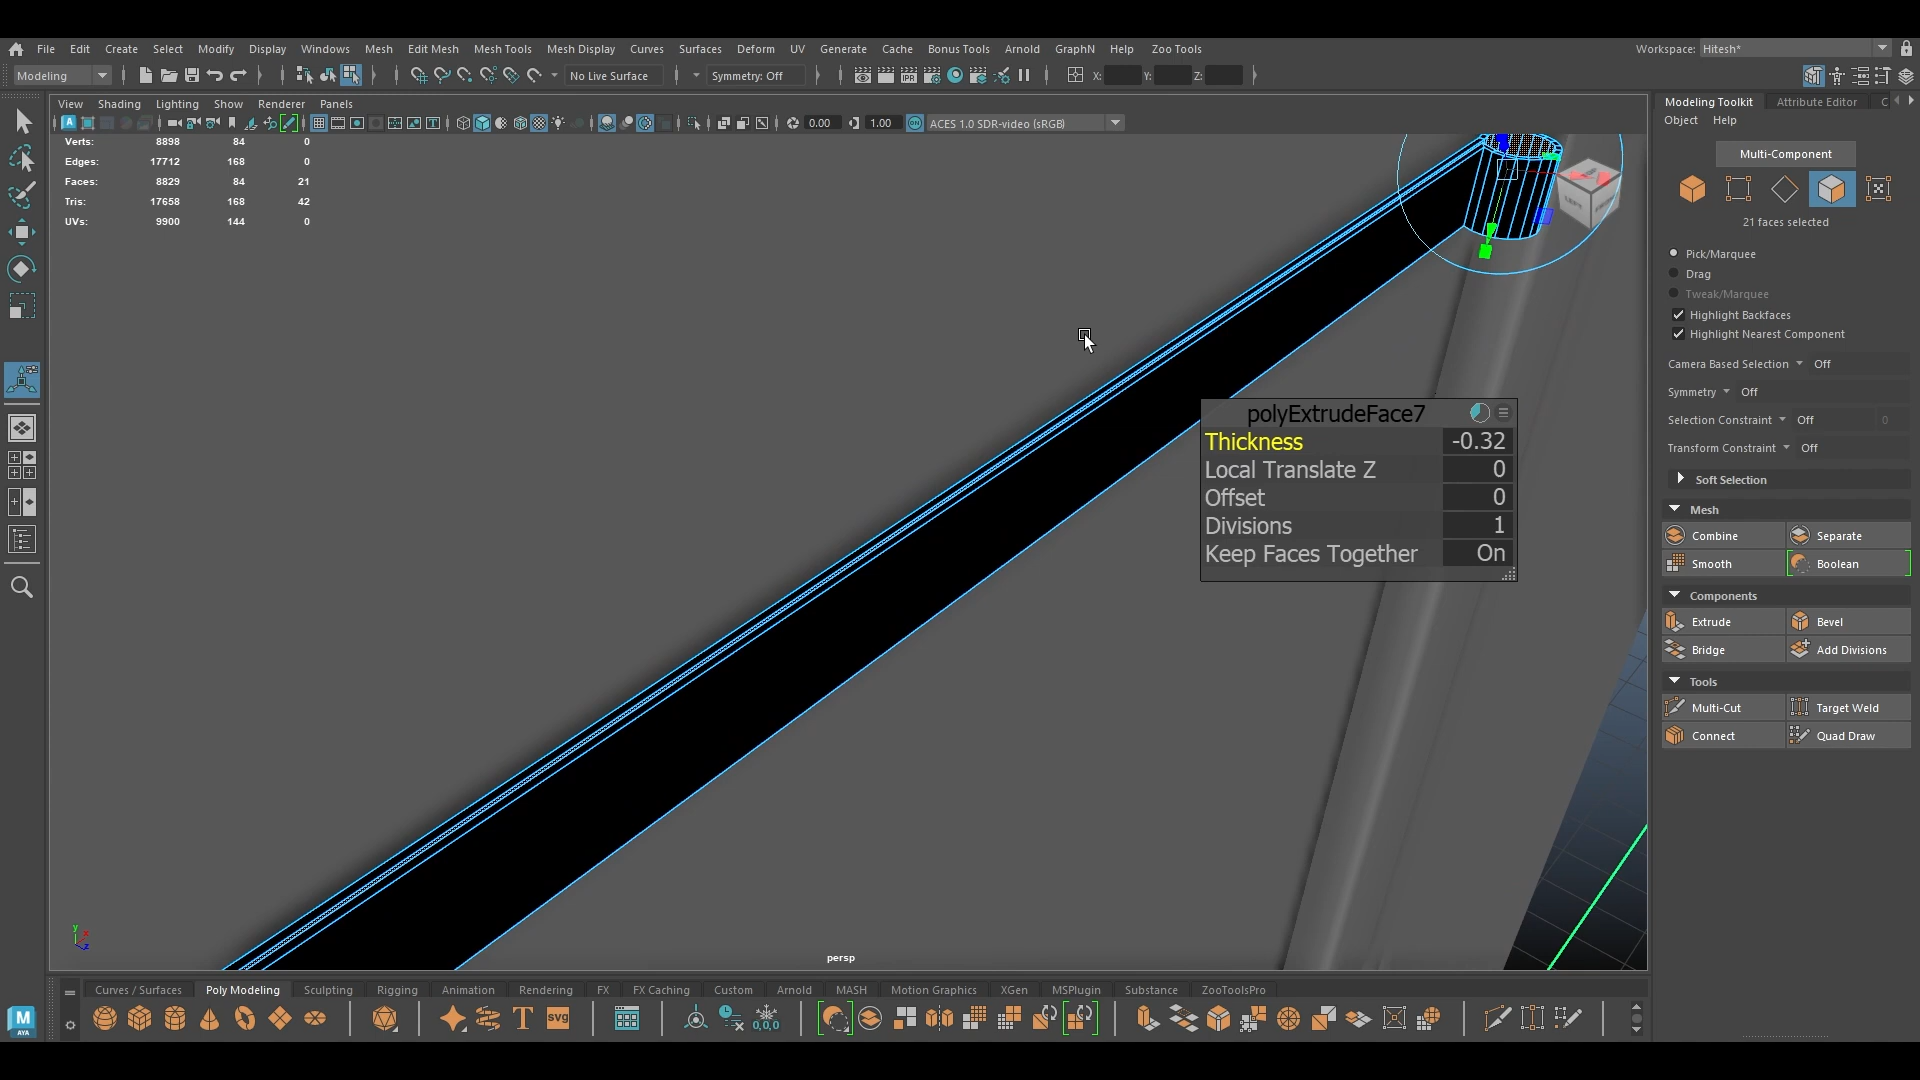 File Edit Create Select Modify Display Windows Mesh Edit Mesh Mesh Tools Mesh Display Curves Surfaces Deform UV Generate Cache Bonus Tools Arnold GraphN Help Zoo Tools Workspace: Hitesh*
Modeling No Live Surface Symmetry: Off IPR X: Y: Z:
View Shading Lighting Show Renderer Panels
0.00 1.00 ON ACES 1.0 SDR-video (sRGB)
Verts: 8898 84 0
Edges: 17712 168 0
Faces: 8829 84 21
Tris: 17658 168 42
UVs: 9900 144 0
polyExtrudeFace7
Thickness -0.32
Local Translate Z 0
Offset 0
Divisions 1
Keep Faces Together On
y x z
persp
Modeling Toolkit Attribute Editor C
Object Help
Multi-Component
21 faces selected
Pick/Marquee
Drag
Tweak/Marquee
Highlight Backfaces
Highlight Nearest Component
Camera Based Selection Off
Symmetry Off
Selection Constraint Off 0
Transform Constraint Off
Soft Selection
Mesh
Combine Separate
Smooth Boolean
Components
Extrude Bevel
Bridge Add Divisions
Tools
Multi-Cut Target Weld
Connect Quad Draw
Curves / Surfaces Poly Modeling Sculpting Rigging Animation Rendering FX FX Caching Custom Arnold MASH Motion Graphics XGen MSPlugin Substance ZooToolsPro
M AYA T svg 0,0,0